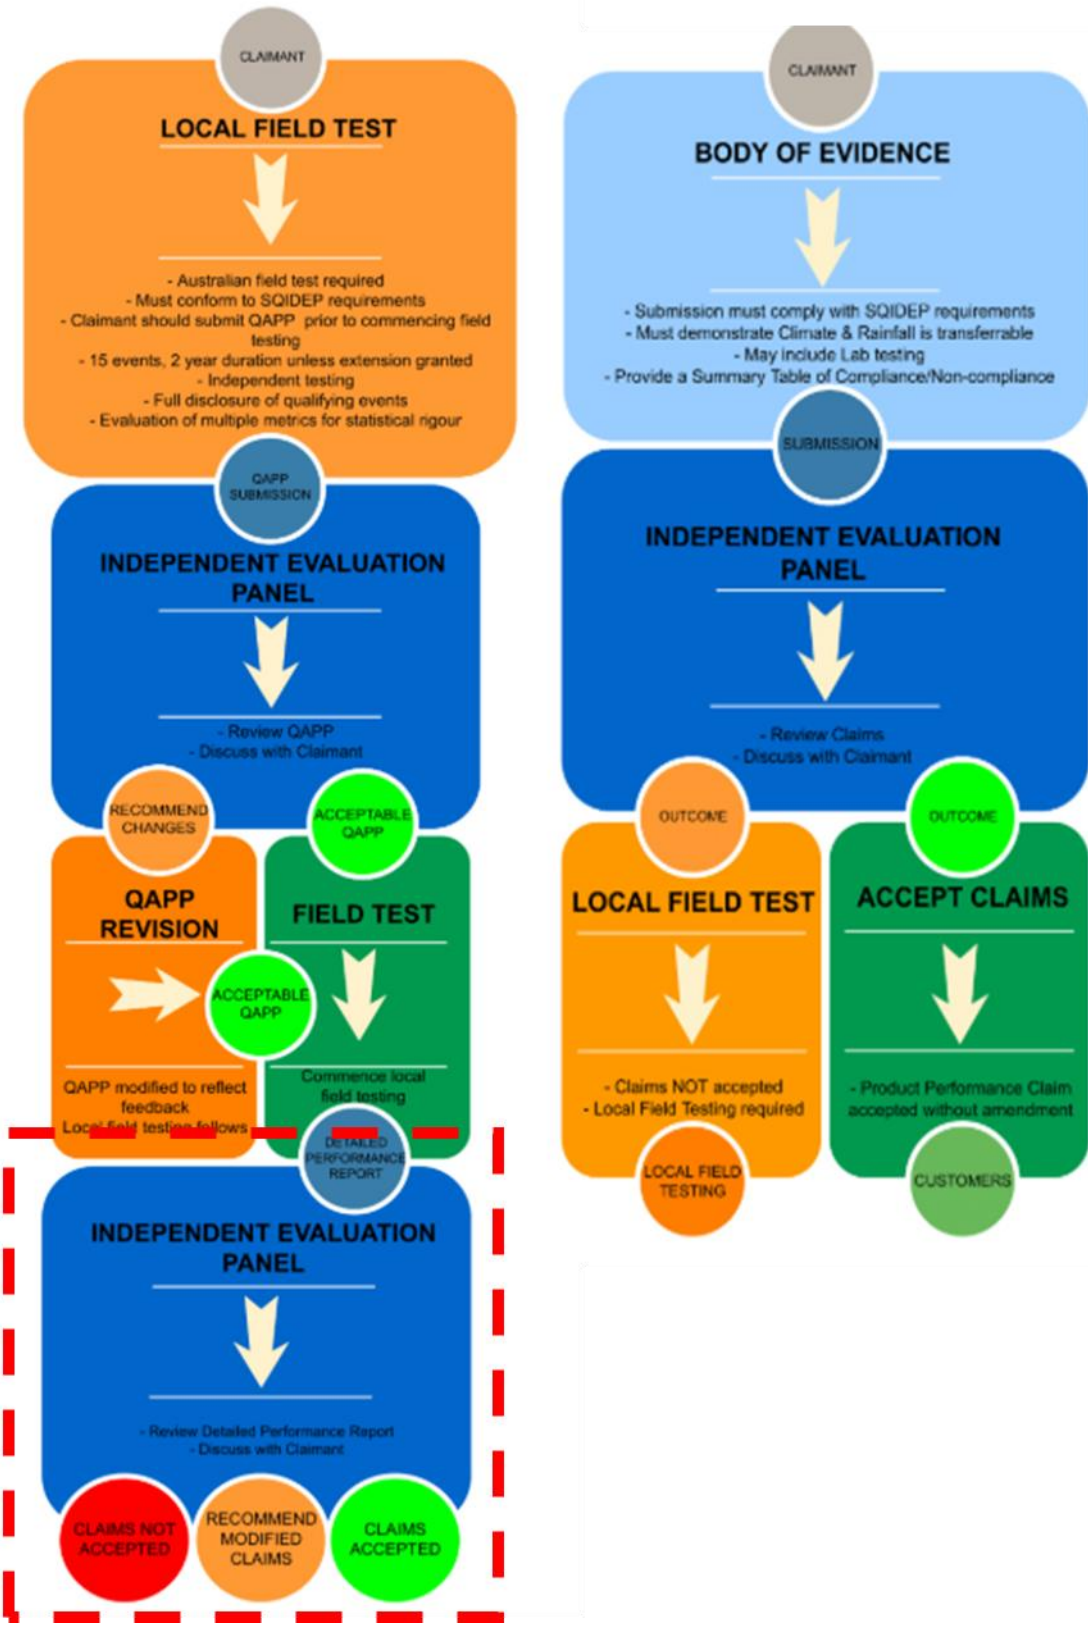 CLAIMANT
LOCAL FIELD TEST
- Australian field test required
- Must conform to SQIDEP requirements
- Claimant should submit QAPP prior to commencing field
testing
- 15 events, 2 year duration unless extension granted
- Independent testing
- Full disclosure of qualifying events
- Evaluation of multiple metrics for statistical rigour
QAPP
SUBMISSION
INDEPENDENT EVALUATION
PANEL
- Review QAPP
- Discuss with Claimant
RECOMMEND
CHANGES
ACCEPTABLE
QAPP
QAPP
REVISION
FIELD TEST
ACCEPTABLE
QAPP
QAPP modified to reflect
feedback
Local field testing follows
Commence local
field testing
DETAILED
PERFORMANCE
REPORT
INDEPENDENT EVALUATION
PANEL
- Review Detailed Performance Report
- Discuss with Claimant
CLAIMS NOT
ACCEPTED
RECOMMEND
MODIFIED
CLAIMS
CLAIMS
ACCEPTED
CLAIMANT
BODY OF EVIDENCE
- Submission must comply with SQIDEP requirements
- Must demonstrate Climate & Rainfall is transferrable
- May include Lab testing
- Provide a Summary Table of Compliance/Non-compliance
SUBMISSION
INDEPENDENT EVALUATION
PANEL
- Review Claims
- Discuss with Claimant
OUTCOME
OUTCOME
LOCAL FIELD TEST
- Claims NOT accepted
- Local Field Testing required
LOCAL FIELD
TESTING
ACCEPT CLAIMS
- Product Performance Claim
accepted without amendment
CUSTOMERS